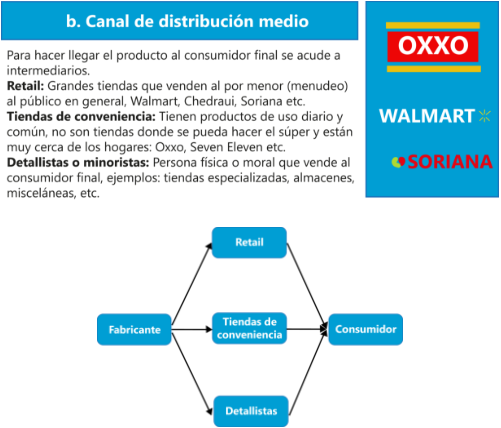 b. Canal de distribución medio
Para hacer llegar el producto al consumidor final se acude a
intermediarios.
Retail: Grandes tiendas que venden al por menor (menudeo)
al público en general, Walmart, Chedraui, Soriana etc.
Tiendas de conveniencia: Tienen productos de uso diario y
común, no son tiendas donde se pueda hacer el súper y están
muy cerca de los hogares: Oxxo, Seven Eleven etc.
Detallistas o minoristas: Persona física o moral que vende al
consumidor final, ejemplos: tiendas especializadas, almacenes,
misceláneas, etc.
OXXO
WALMART
SORIANA
Retail
Fabricante
Tiendas de
conveniencia
Consumidor
Detallistas